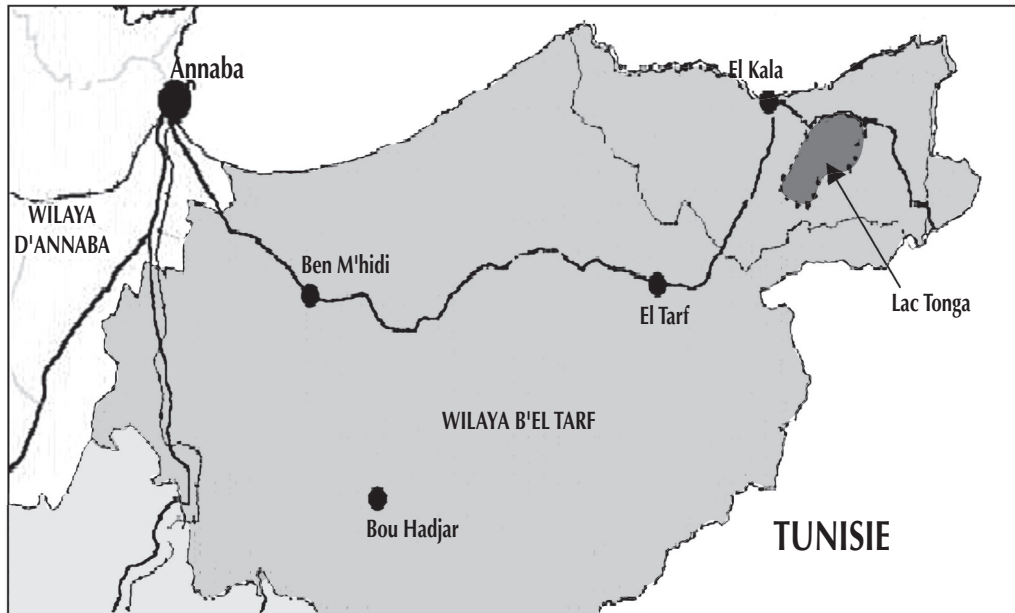 Annaba
El Kala
WILAYA
D'ANNABA
Ben M'hidi
El Tarf
Lac Tonga
WILAYA B'EL TARF
Bou Hadjar
TUNISIE